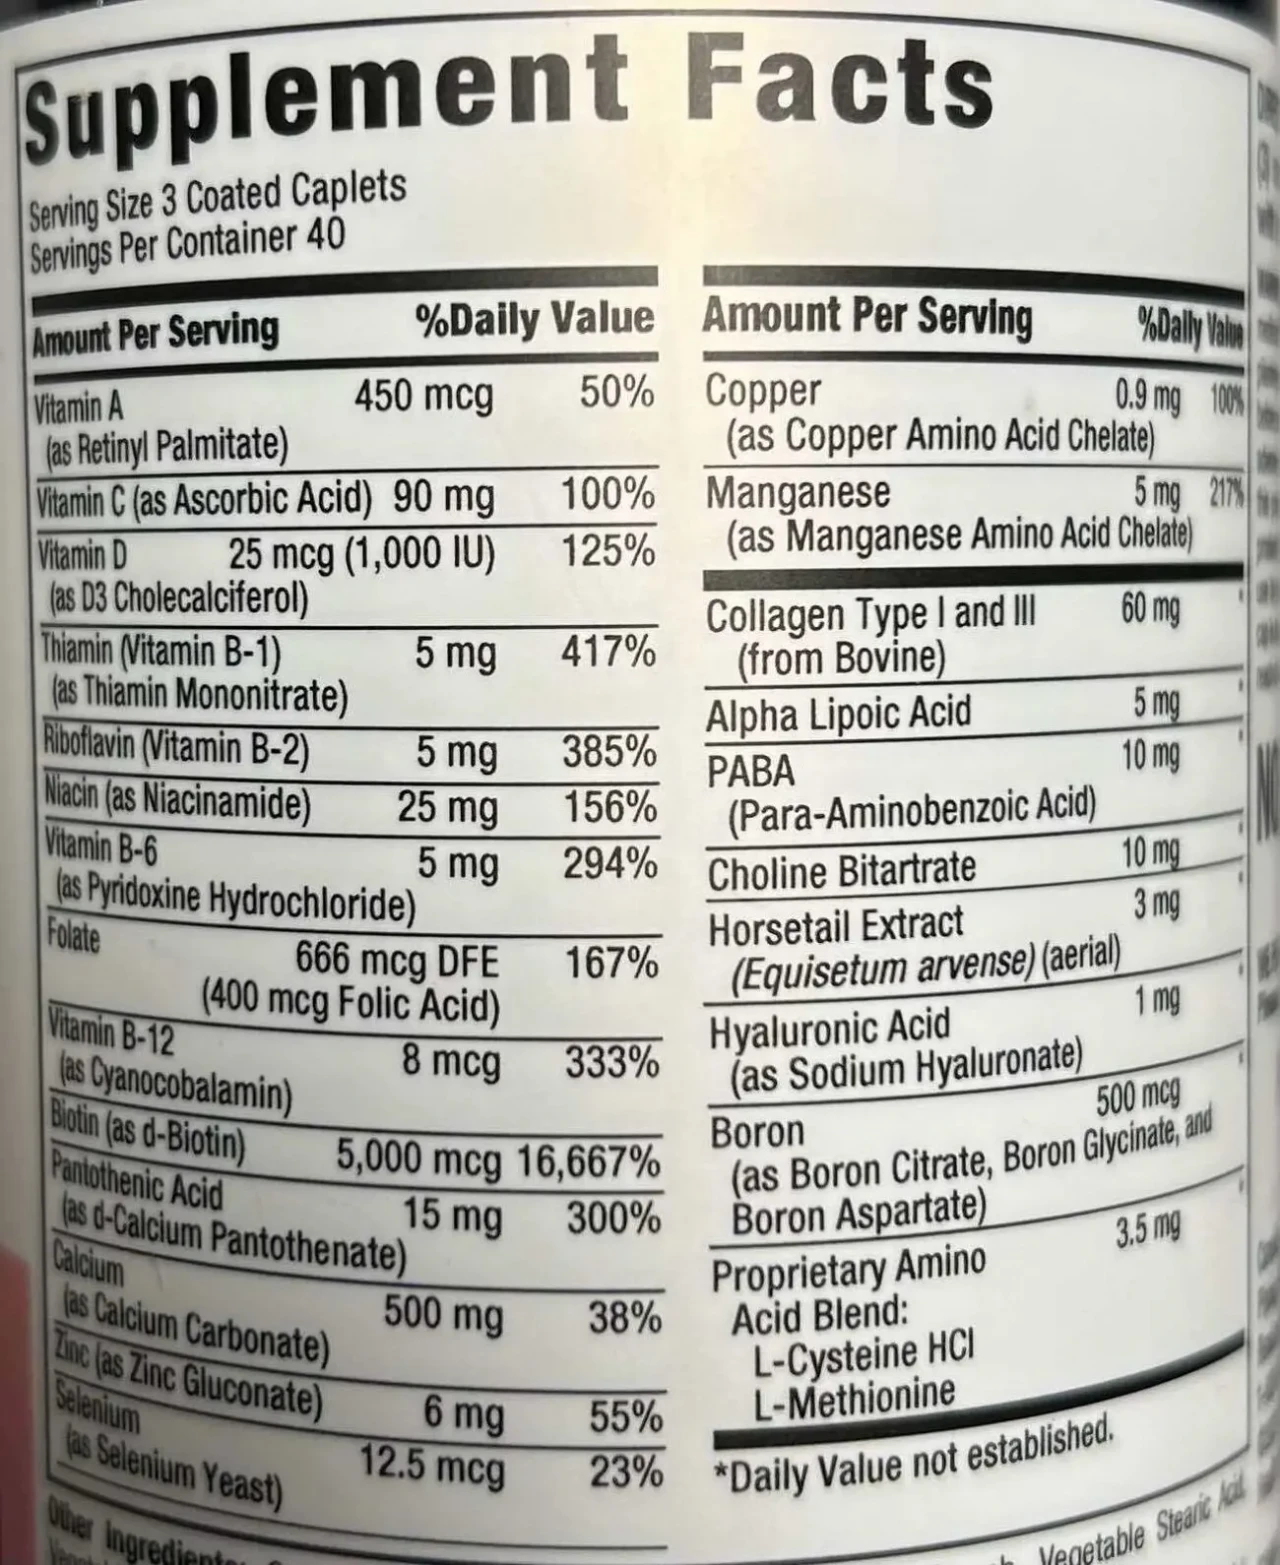 Supplement Facts
Serving Size 3 Coated Caplets
Servings Per Container 40
Amount Per Serving %Daily Value
Vitamin A 450 mcg 50%
(as Retinyl Palmitate)
Vitamin C (as Ascorbic Acid) 90 mg 100%
Vitamin D 25 mcg (1,000 IU) 125%
(as D3 Cholecalciferol)
Thiamin (Vitamin B-1) 5 mg 417%
(as Thiamin Mononitrate)
Riboflavin (Vitamin B-2) 5 mg 385%
Niacin (as Niacinamide) 25 mg 156%
Vitamin B-6 5 mg 294%
(as Pyridoxine Hydrochloride)
Folate 666 mcg DFE 167%
(400 mcg Folic Acid)
Vitamin B-12 8 mcg 333%
(as Cyanocobalamin)
Biotin (as d-Biotin) 5,000 mcg 16,667%
Pantothenic Acid 15 mg 300%
(as d-Calcium Pantothenate)
Calcium 500 mg 38%
(as Calcium Carbonate)
Zinc (as Zinc Gluconate) 6 mg 55%
Selenium 12.5 mcg 23%
(as Selenium Yeast)
Amount Per Serving %Daily Value
Copper 0.9 mg 100%
(as Copper Amino Acid Chelate)
Manganese 5 mg 217%
(as Manganese Amino Acid Chelate)
Collagen Type I and III 60 mg *
(from Bovine)
Alpha Lipoic Acid 5 mg *
PABA 10 mg *
(Para-Aminobenzoic Acid)
Choline Bitartrate 10 mg *
Horsetail Extract 3 mg *
(Equisetum arvense) (aerial)
Hyaluronic Acid 1 mg *
(as Sodium Hyaluronate)
Boron 500 mcg *
(as Boron Citrate, Boron Glycinate, and
Boron Aspartate)
Proprietary Amino 3.5 mg *
Acid Blend:
L-Cysteine HCl
L-Methionine
*Daily Value not established.
Other Ingredients:
Vegetable Stearic Acid,